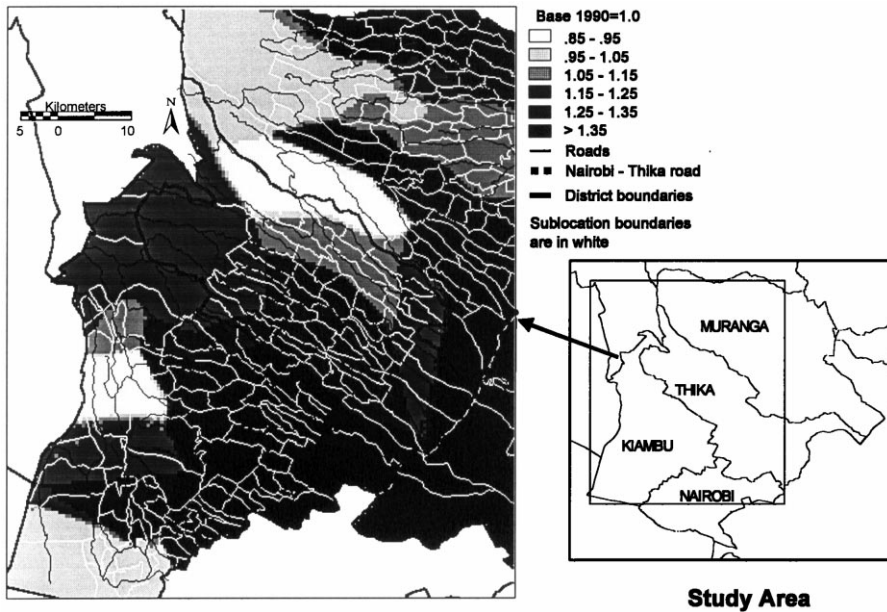 Kilometers
5 0 10
N
Base 1990=1.0
.85 - .95
.95 - 1.05
1.05 - 1.15
1.15 - 1.25
1.25 - 1.35
> 1.35
Roads
Nairobi - Thika road
District boundaries
Sublocation boundaries
are in white
MURANGA
THIKA
KIAMBU
NAIROBI
Study Area